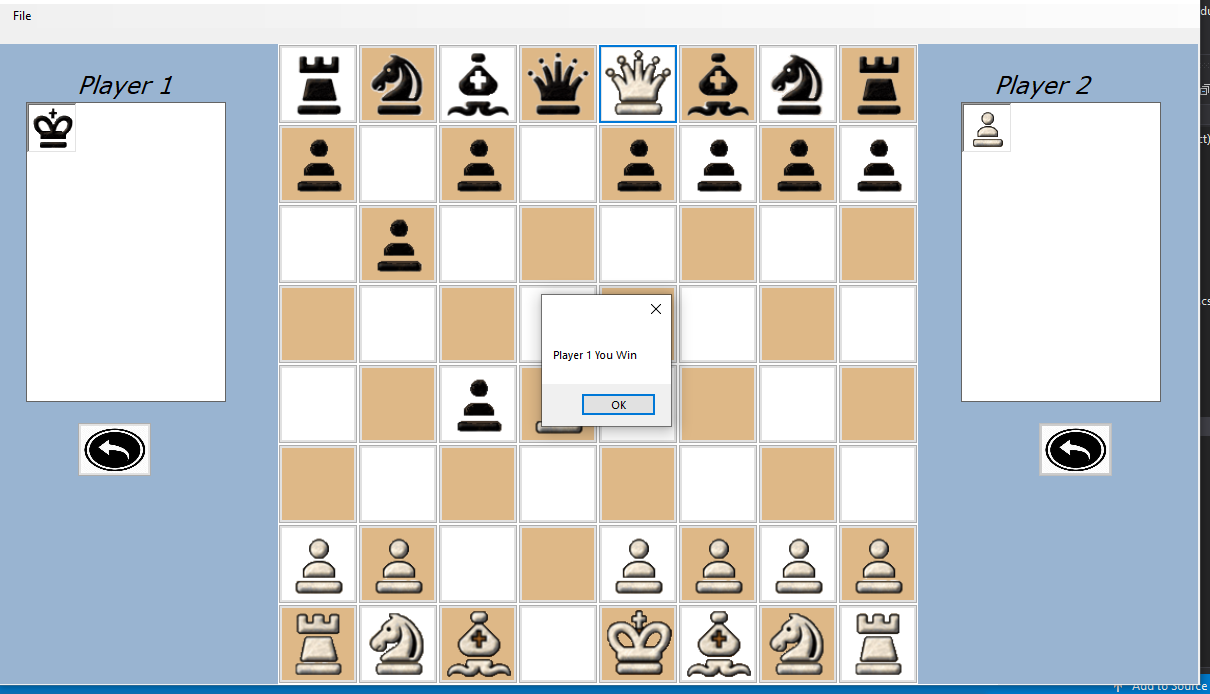 File
Player 1
Player 2
Player 1 You Win
OK
Add to Source